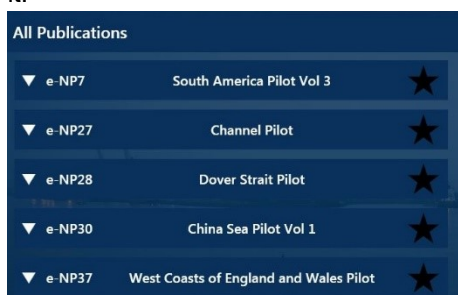 All Publications
e-NP7 South America Pilot Vol 3
e-NP27 Channel Pilot
e-NP28 Dover Strait Pilot
e-NP30 China Sea Pilot Vol 1
e-NP37 West Coasts of England and Wales Pilot